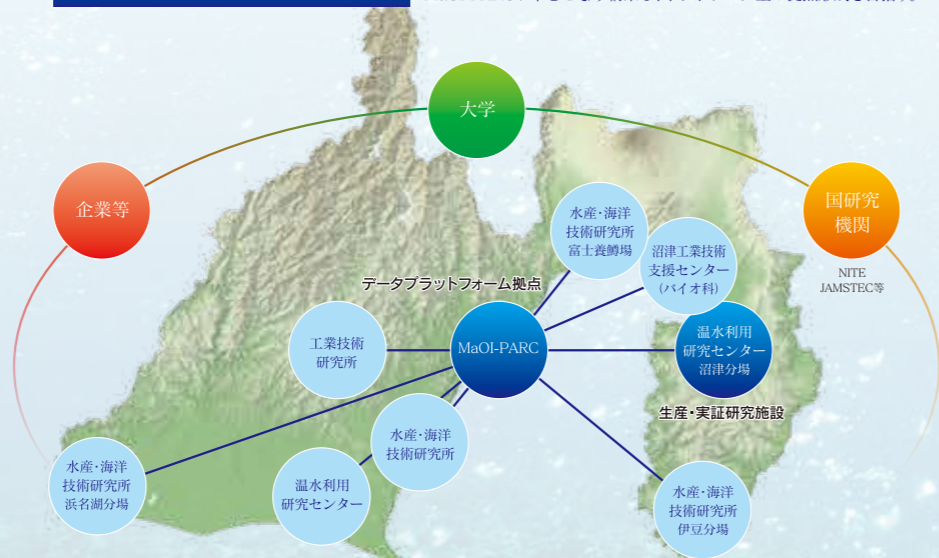 大学
企業等
国研究
機関
NITE
JAMSTEC等
水産・海洋
技術研究所
富士養鱒場
沼津工業技術
支援センター
(バイオ科)
データプラットフォーム拠点
工業技術
研究所
MaOI-PARC
温水利用
研究センター
沼津分場
生産・実証研究施設
水産・海洋
技術研究所
水産・海洋
技術研究所
浜名湖分場
温水利用
研究センター
水産・海洋
技術研究所
伊豆分場